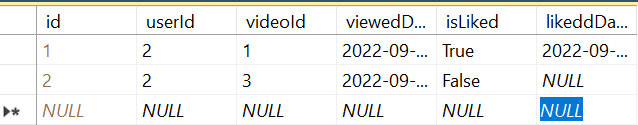 id userId videoId viewedD... isLiked likeddDa...
1 2 1 2022-09-... True 2022-09-...
2 2 3 2022-09-... False NULL
NULL NULL NULL NULL NULL NULL